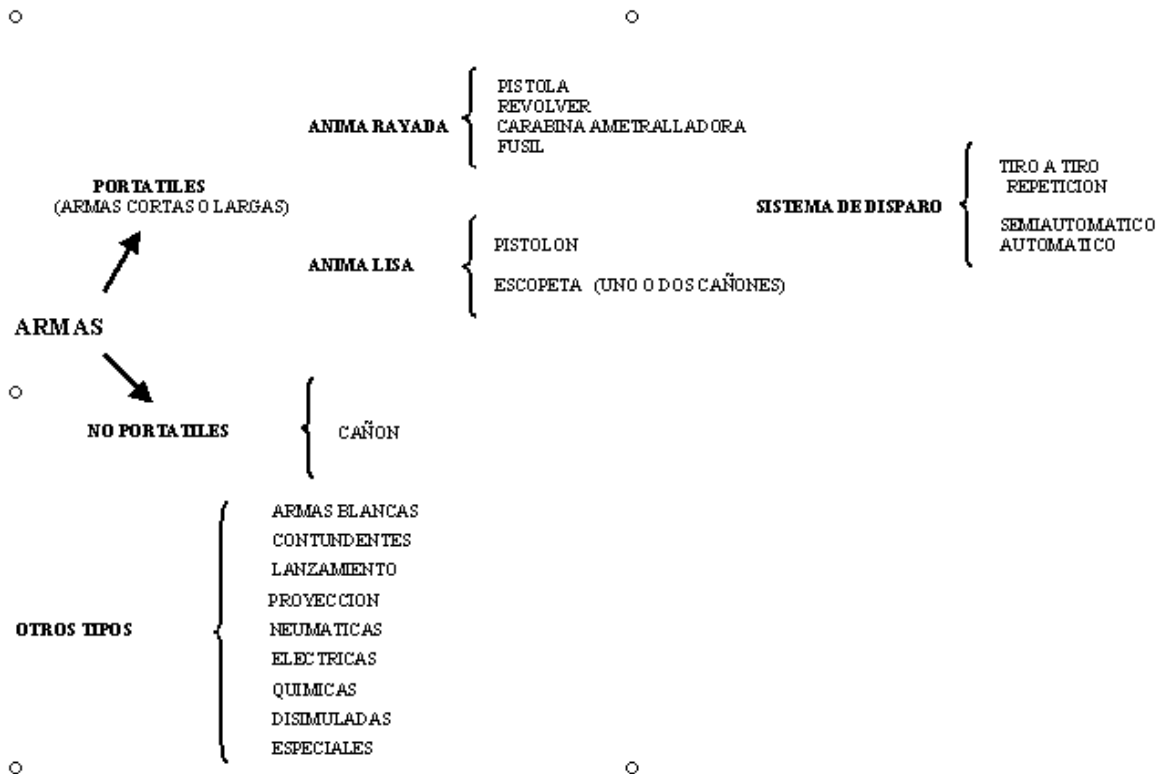 PISTOLA
REVOLVER
ANIMA RAYADA
CARABINA AMETRALLADORA
FUSIL
PORTATILES
(ARMAS CORTAS O LARGAS)
TIRO A TIRO
REPETICION
SISTEMA DE DISPARO
SEMIAUTOMATICO
AUTOMATICO
PISTOLON
ANIMA LISA
ESCOPETA (UNO O DOS CAÑONES)
ARMAS
NO PORTATILES
CAÑON
ARMAS BLANCAS
CONTUNDENTES
LANZAMIENTO
PROYECCION
OTROS TIPOS
NEUMATICAS
ELECTRICAS
QUIMICAS
DISIMULADAS
ESPECIALES